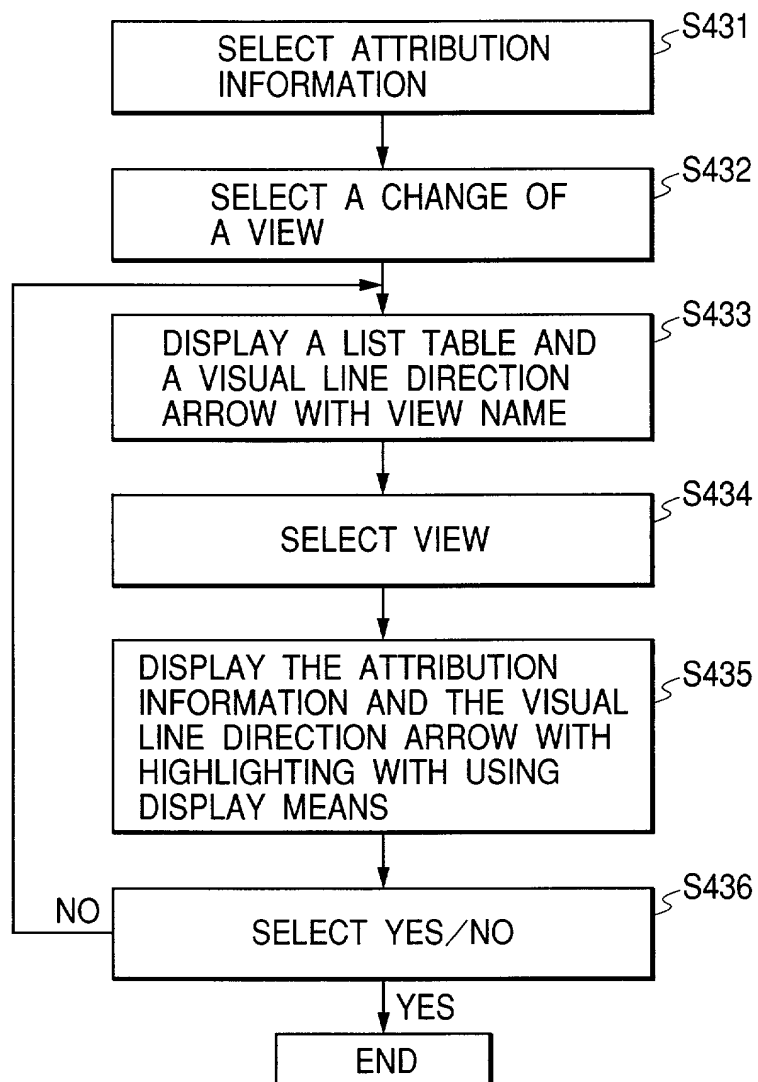 S431
SELECT ATTRIBUTION
INFORMATION
S432
SELECT A CHANGE OF
A VIEW
S433
DISPLAY A LIST TABLE AND
A VISUAL LINE DIRECTION
ARROW WITH VIEW NAME
S434
SELECT VIEW
S435
DISPLAY THE ATTRIBUTION
INFORMATION AND THE VISUAL
LINE DIRECTION ARROW WITH
HIGHLIGHTING WITH USING
DISPLAY MEANS
S436
NO
SELECT YES/NO
YES
END